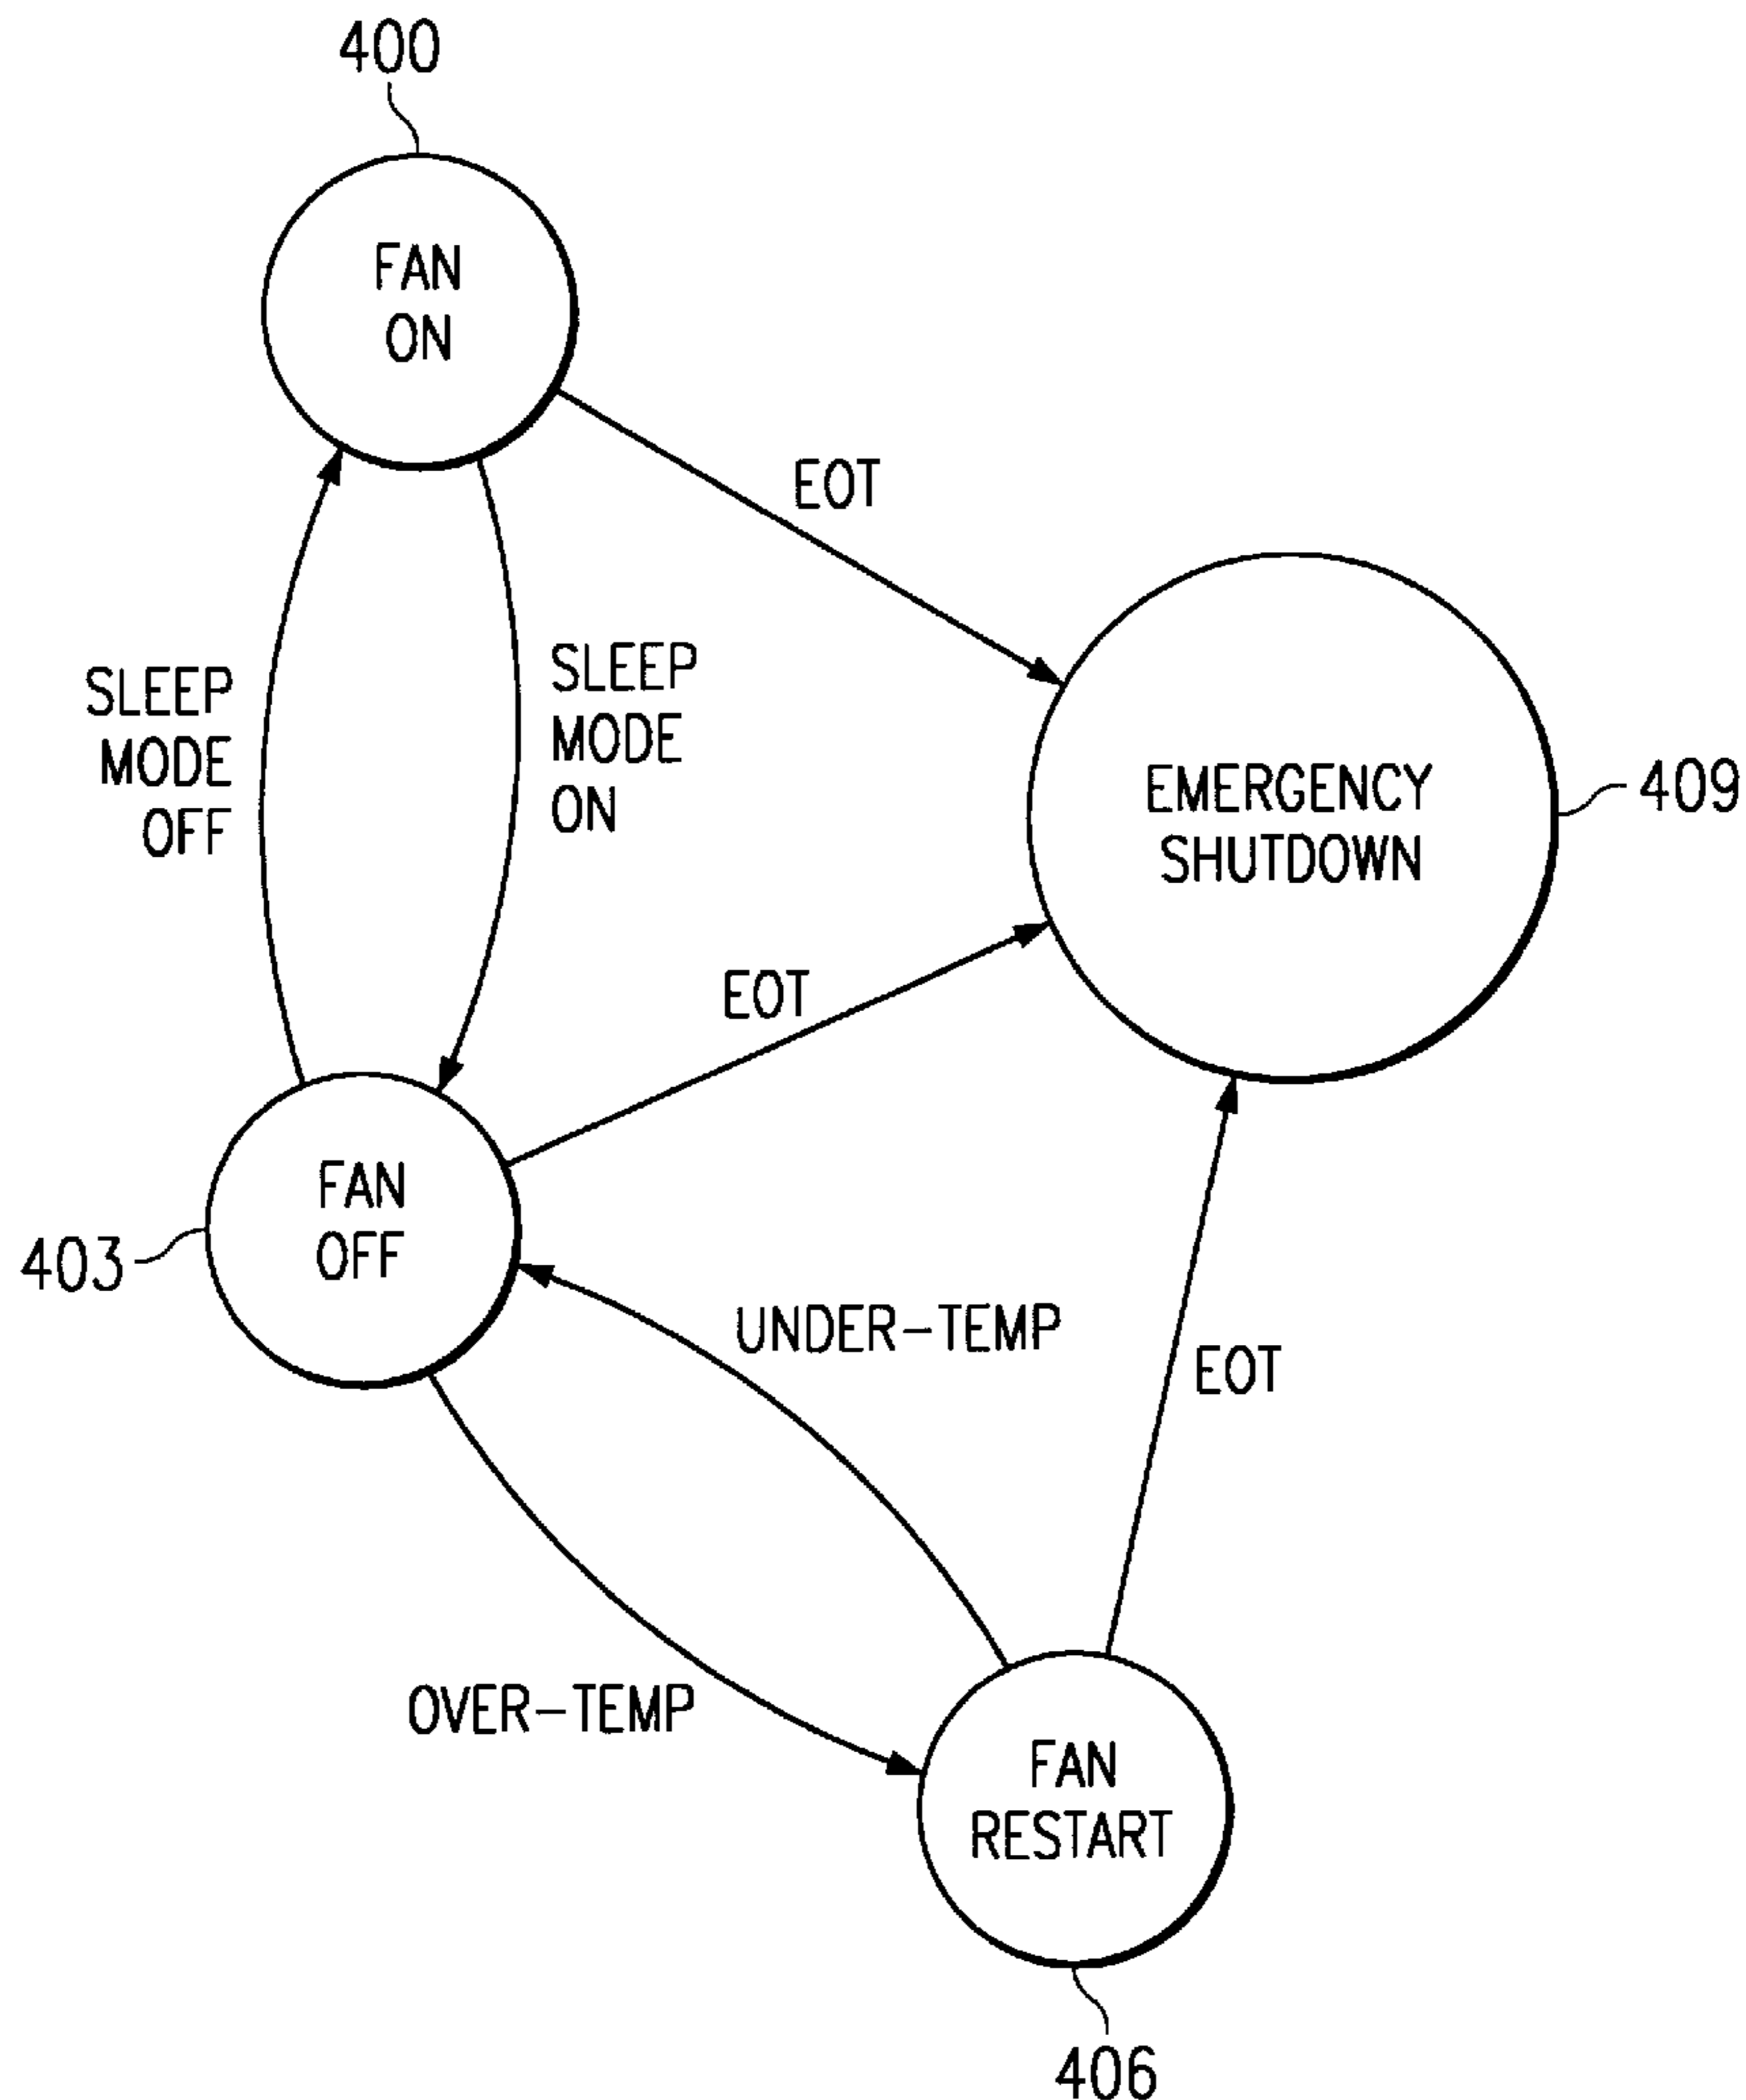 400
FAN
ON
EOT
SLEEP
MODE
OFF
SLEEP
MODE
ON
EMERGENCY
SHUTDOWN
409
EOT
FAN
OFF
403
UNDER-TEMP
EOT
OVER-TEMP
FAN
RESTART
406